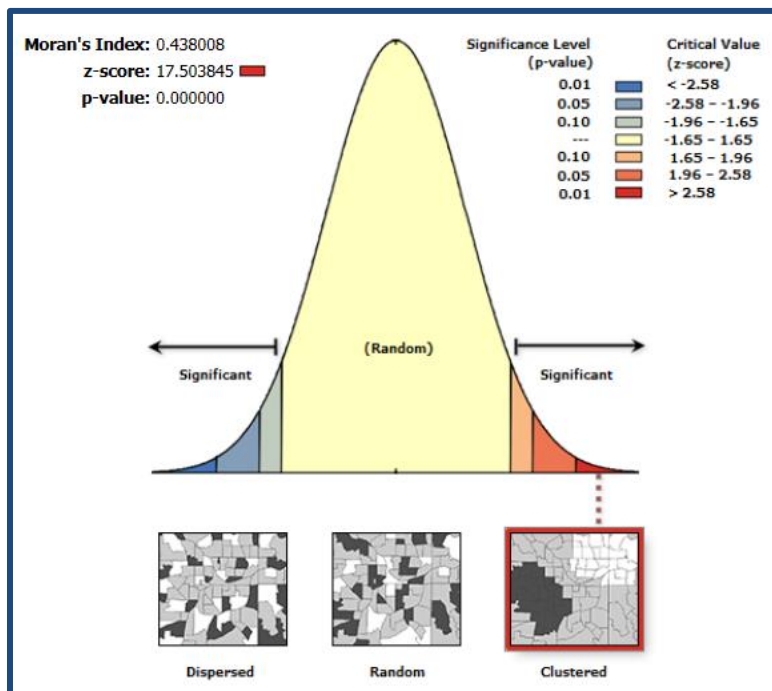 Moran's Index: 0.438008
z-score: 17.503845
p-value: 0.000000
Significance Level
(p-value)
Critical Value
(z-score)
0.01 < -2.58
0.05 -2.58 – -1.96
0.10 -1.96 – -1.65
--- -1.65 – 1.65
0.10 1.65 – 1.96
0.05 1.96 – 2.58
0.01 > 2.58
(Random)
Significant
Significant
Dispersed
Random
Clustered